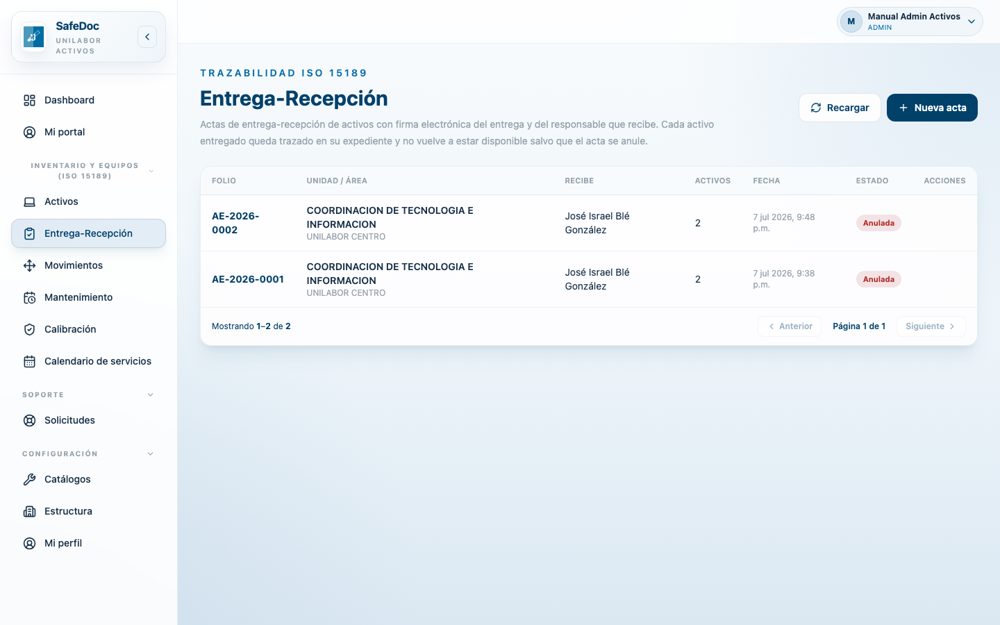 SafeDoc
UNILABOR
ACTIVOS
Dashboard
Mi portal
INVENTARIO Y EQUIPOS
(ISO 15189)
Activos
Entrega-Recepción
Movimientos
Mantenimiento
Calibración
Calendario de servicios
SOPORTE
Solicitudes
CONFIGURACIÓN
Catálogos
Estructura
Mi perfil
M
Manual Admin Activos
ADMIN
TRAZABILIDAD ISO 15189
Entrega-Recepción
Actas de entrega-recepción de activos con firma electrónica del entrega y del responsable que recibe. Cada activo
entregado queda trazado en su expediente y no vuelve a estar disponible salvo que el acta se anule.
Recargar
Nueva acta
FOLIO UNIDAD / ÁREA RECIBE ACTIVOS FECHA ESTADO ACCIONES
AE-2026-
0002
COORDINACION DE TECNOLOGIA E
INFORMACION
UNILABOR CENTRO
José Israel Blé
González
2
7 jul 2026, 9:48
p.m.
Anulada
AE-2026-0001
COORDINACION DE TECNOLOGIA E
INFORMACION
UNILABOR CENTRO
José Israel Blé
González
2
7 jul 2026, 9:38
p.m.
Anulada
Mostrando 1–2 de 2
Anterior
Página 1 de 1
Siguiente